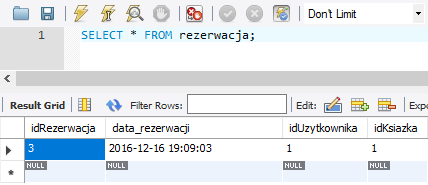 Don't Limit
1 SELECT * FROM rezerwacja;
Result Grid Filter Rows: Edit:
idRezerwacja data_rezerwacji idUzytkownika idKsiazka
3 2016-12-16 19:09:03 1 1
NULL NULL NULL NULL